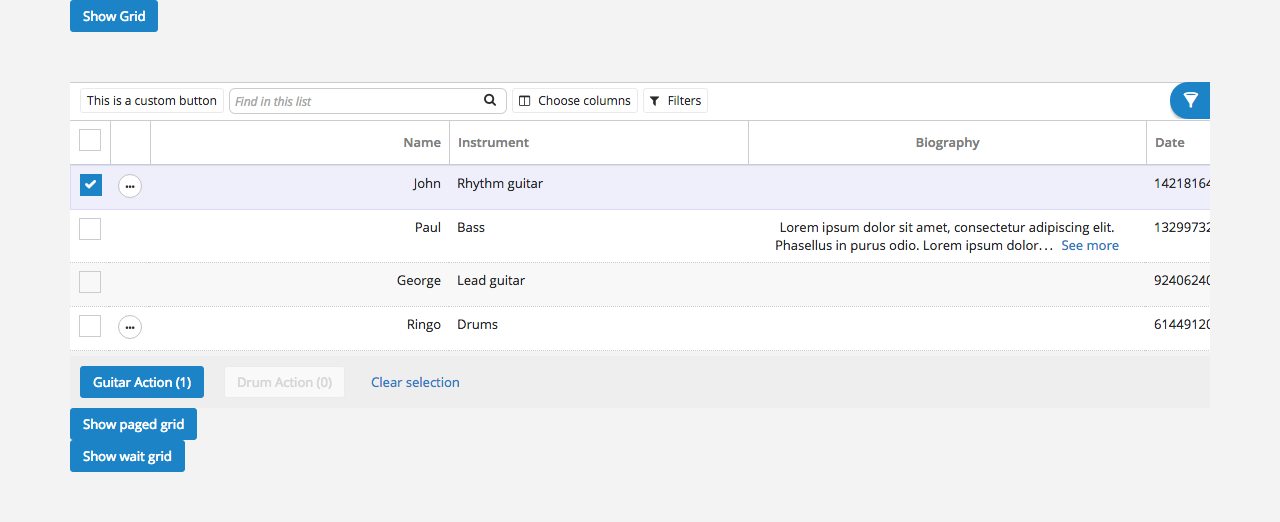 Show Grid
This is a custom button Find in this list Choose columns Filters
Name Instrument Biography Date
John Rhythm guitar 14218164
Paul Bass Lorem ipsum dolor sit amet, consectetur adipiscing elit. 13299732
Phasellus in purus odio. Lorem ipsum dolor... See more
George Lead guitar 92406240
Ringo Drums 61449120
Guitar Action (1) Drum Action (0) Clear selection
Show paged grid
Show wait grid